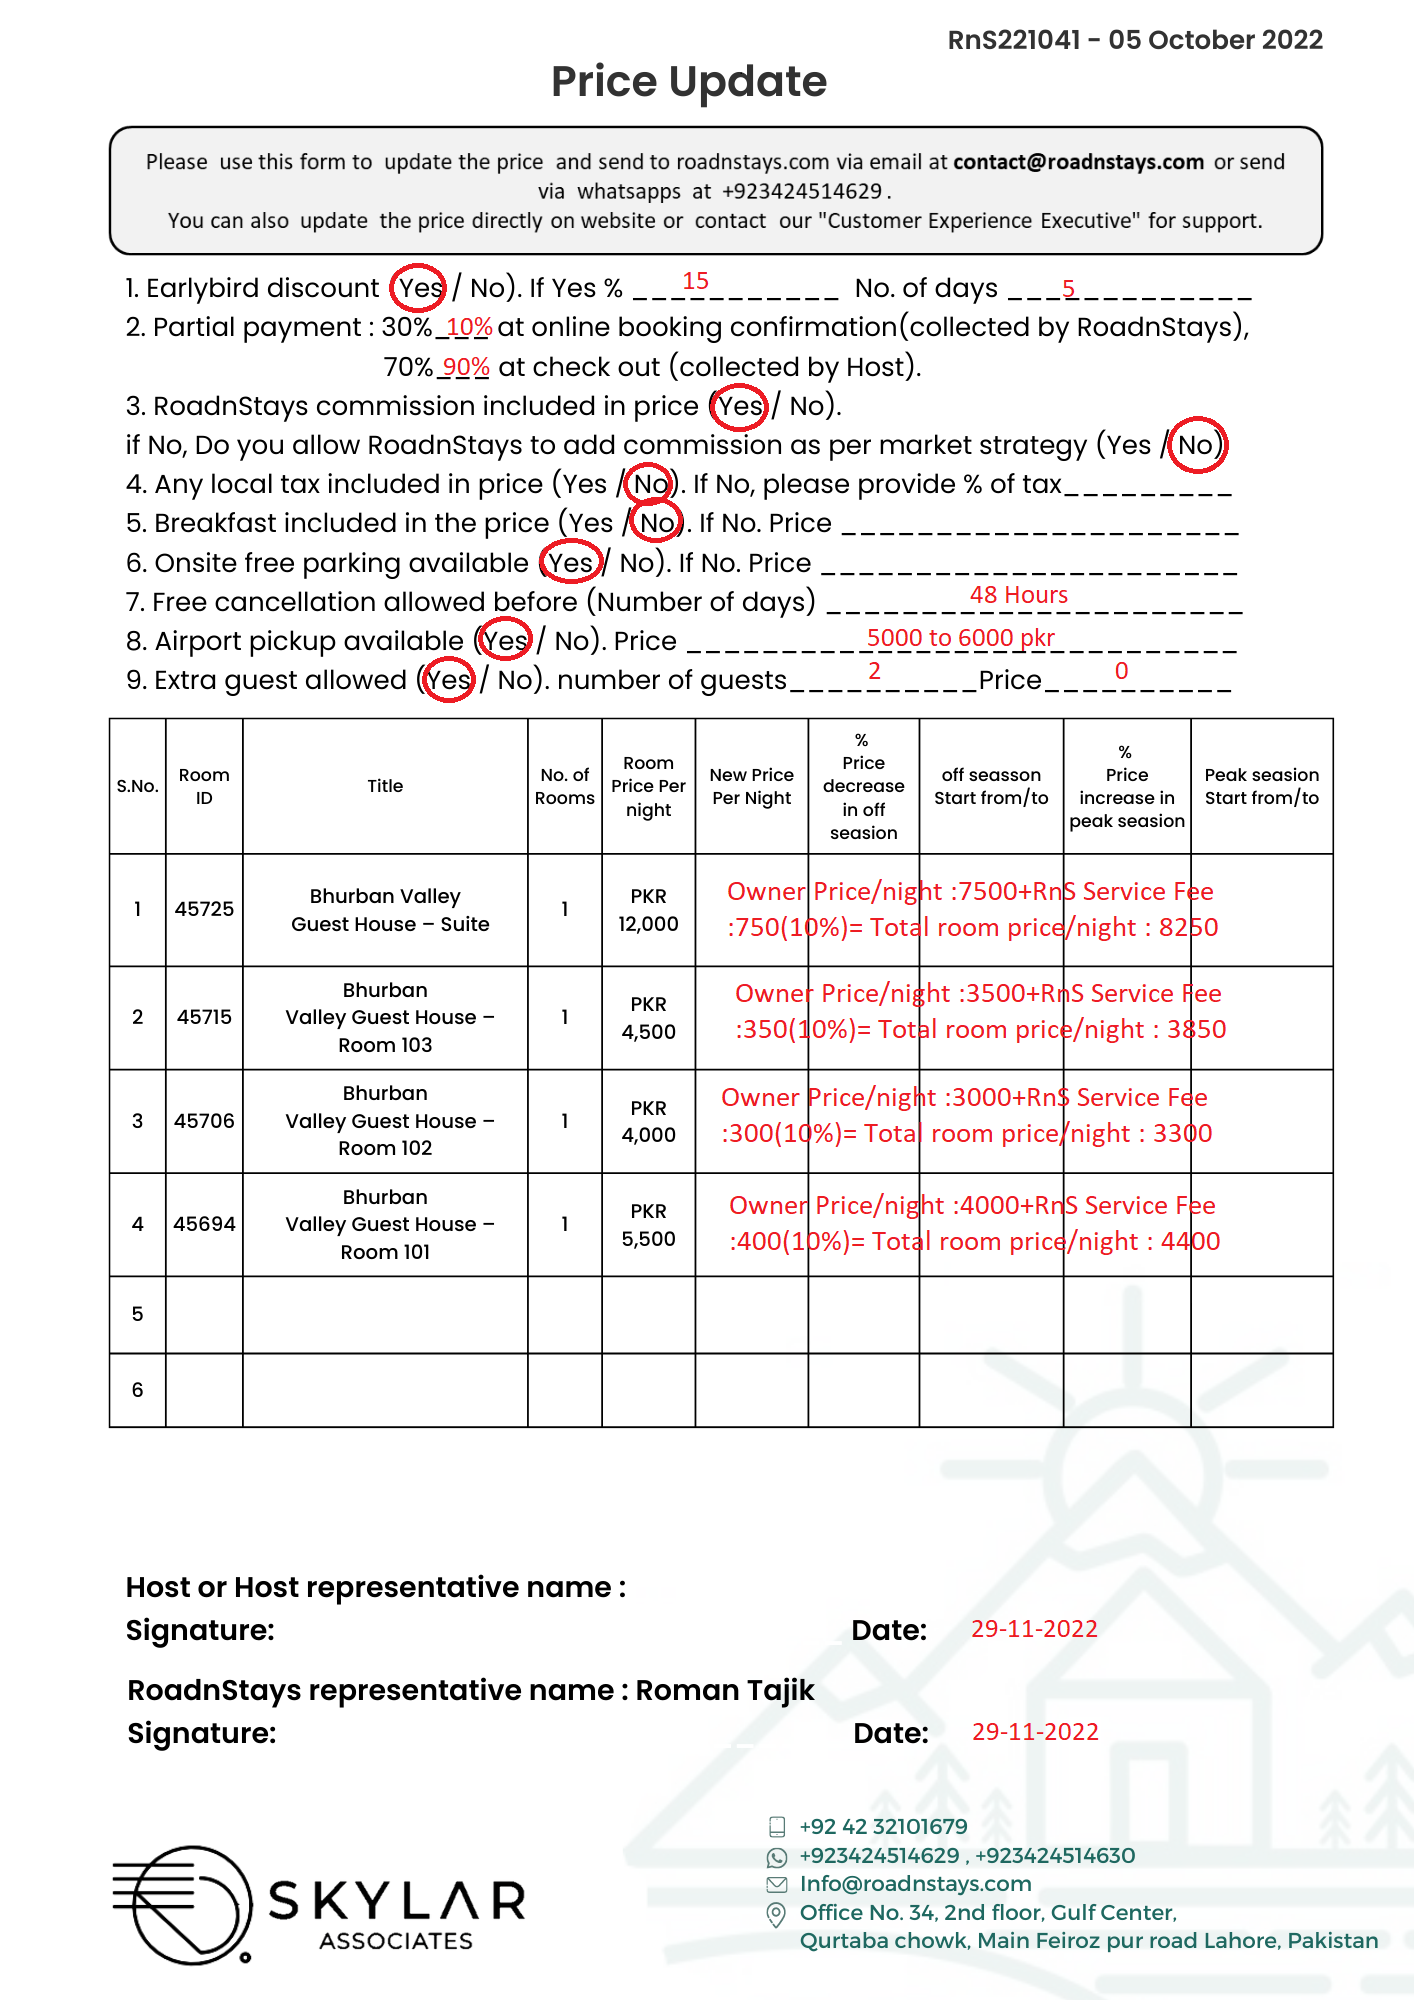 RnS221041 - 05 October 2022
Price Update
Please use this form to update the price and send to roadnstays.com via email at contact@roadnstays.com or send
via whatsapps at +923424514629 .
You can also update the price directly on website or contact our "Customer Experience Executive" for support.
1. Earlybird discount (Yes / No). If Yes % 15 No. of days 5
2. Partial payment : 30% 10% at online booking confirmation(collected by RoadnStays),
70% 90% at check out (collected by Host).
3. RoadnStays commission included in price (Yes / No).
if No, Do you allow RoadnStays to add commission as per market strategy (Yes / No)
4. Any local tax included in price (Yes / No). If No, please provide % of tax
5. Breakfast included in the price (Yes / No). If No. Price
6. Onsite free parking available (Yes / No). If No. Price
7. Free cancellation allowed before (Number of days) 48 Hours
8. Airport pickup available (Yes / No). Price 5000 to 6000 pkr
9. Extra guest allowed (Yes / No). number of guests 2 Price 0
S.No.
Room
ID
Title
No. of
Rooms
Room
Price Per
night
New Price
Per Night
%
Price
decrease
in off
seasion
off seasson
Start from/to
%
Price
increase in
peak seasion
Peak seasion
Start from/to
1
45725
Bhurban Valley
Guest House – Suite
1
PKR
12,000
Owner Price/night :7500+RnS Service Fee
:750(10%)= Total room price/night : 8250
2
45715
Bhurban
Valley Guest House –
Room 103
1
PKR
4,500
Owner Price/night :3500+RnS Service Fee
:350(10%)= Total room price/night : 3850
3
45706
Bhurban
Valley Guest House –
Room 102
1
PKR
4,000
Owner Price/night :3000+RnS Service Fee
:300(10%)= Total room price/night : 3300
4
45694
Bhurban
Valley Guest House –
Room 101
1
PKR
5,500
Owner Price/night :4000+RnS Service Fee
:400(10%)= Total room price/night : 4400
5
6
Host or Host representative name :
Signature: Date: 29-11-2022
RoadnStays representative name : Roman Tajik
Signature: Date: 29-11-2022
SKYLAR
ASSOCIATES
+92 42 32101679
+923424514629 , +923424514630
Info@roadnstays.com
Office No. 34, 2nd floor, Gulf Center,
Qurtaba chowk, Main Feiroz pur road Lahore, Pakistan